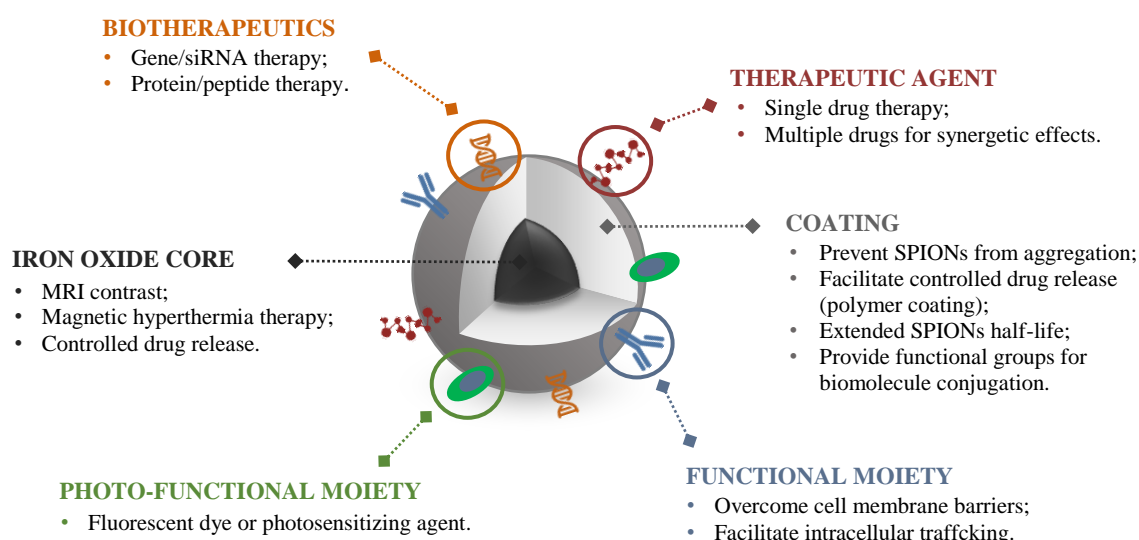 BIOTHERAPEUTICS
• Gene/siRNA therapy;
• Protein/peptide therapy.
THERAPEUTIC AGENT
• Single drug therapy;
• Multiple drugs for synergetic effects.
COATING
• Prevent SPIONs from aggregation;
• Facilitate controlled drug release
(polymer coating);
• Extended SPIONs half-life;
• Provide functional groups for
biomolecule conjugation.
IRON OXIDE CORE
• MRI contrast;
• Magnetic hyperthermia therapy;
• Controlled drug release.
PHOTO-FUNCTIONAL MOIETY
• Fluorescent dye or photosensitizing agent.
FUNCTIONAL MOIETY
• Overcome cell membrane barriers;
• Facilitate intracellular traffcking.